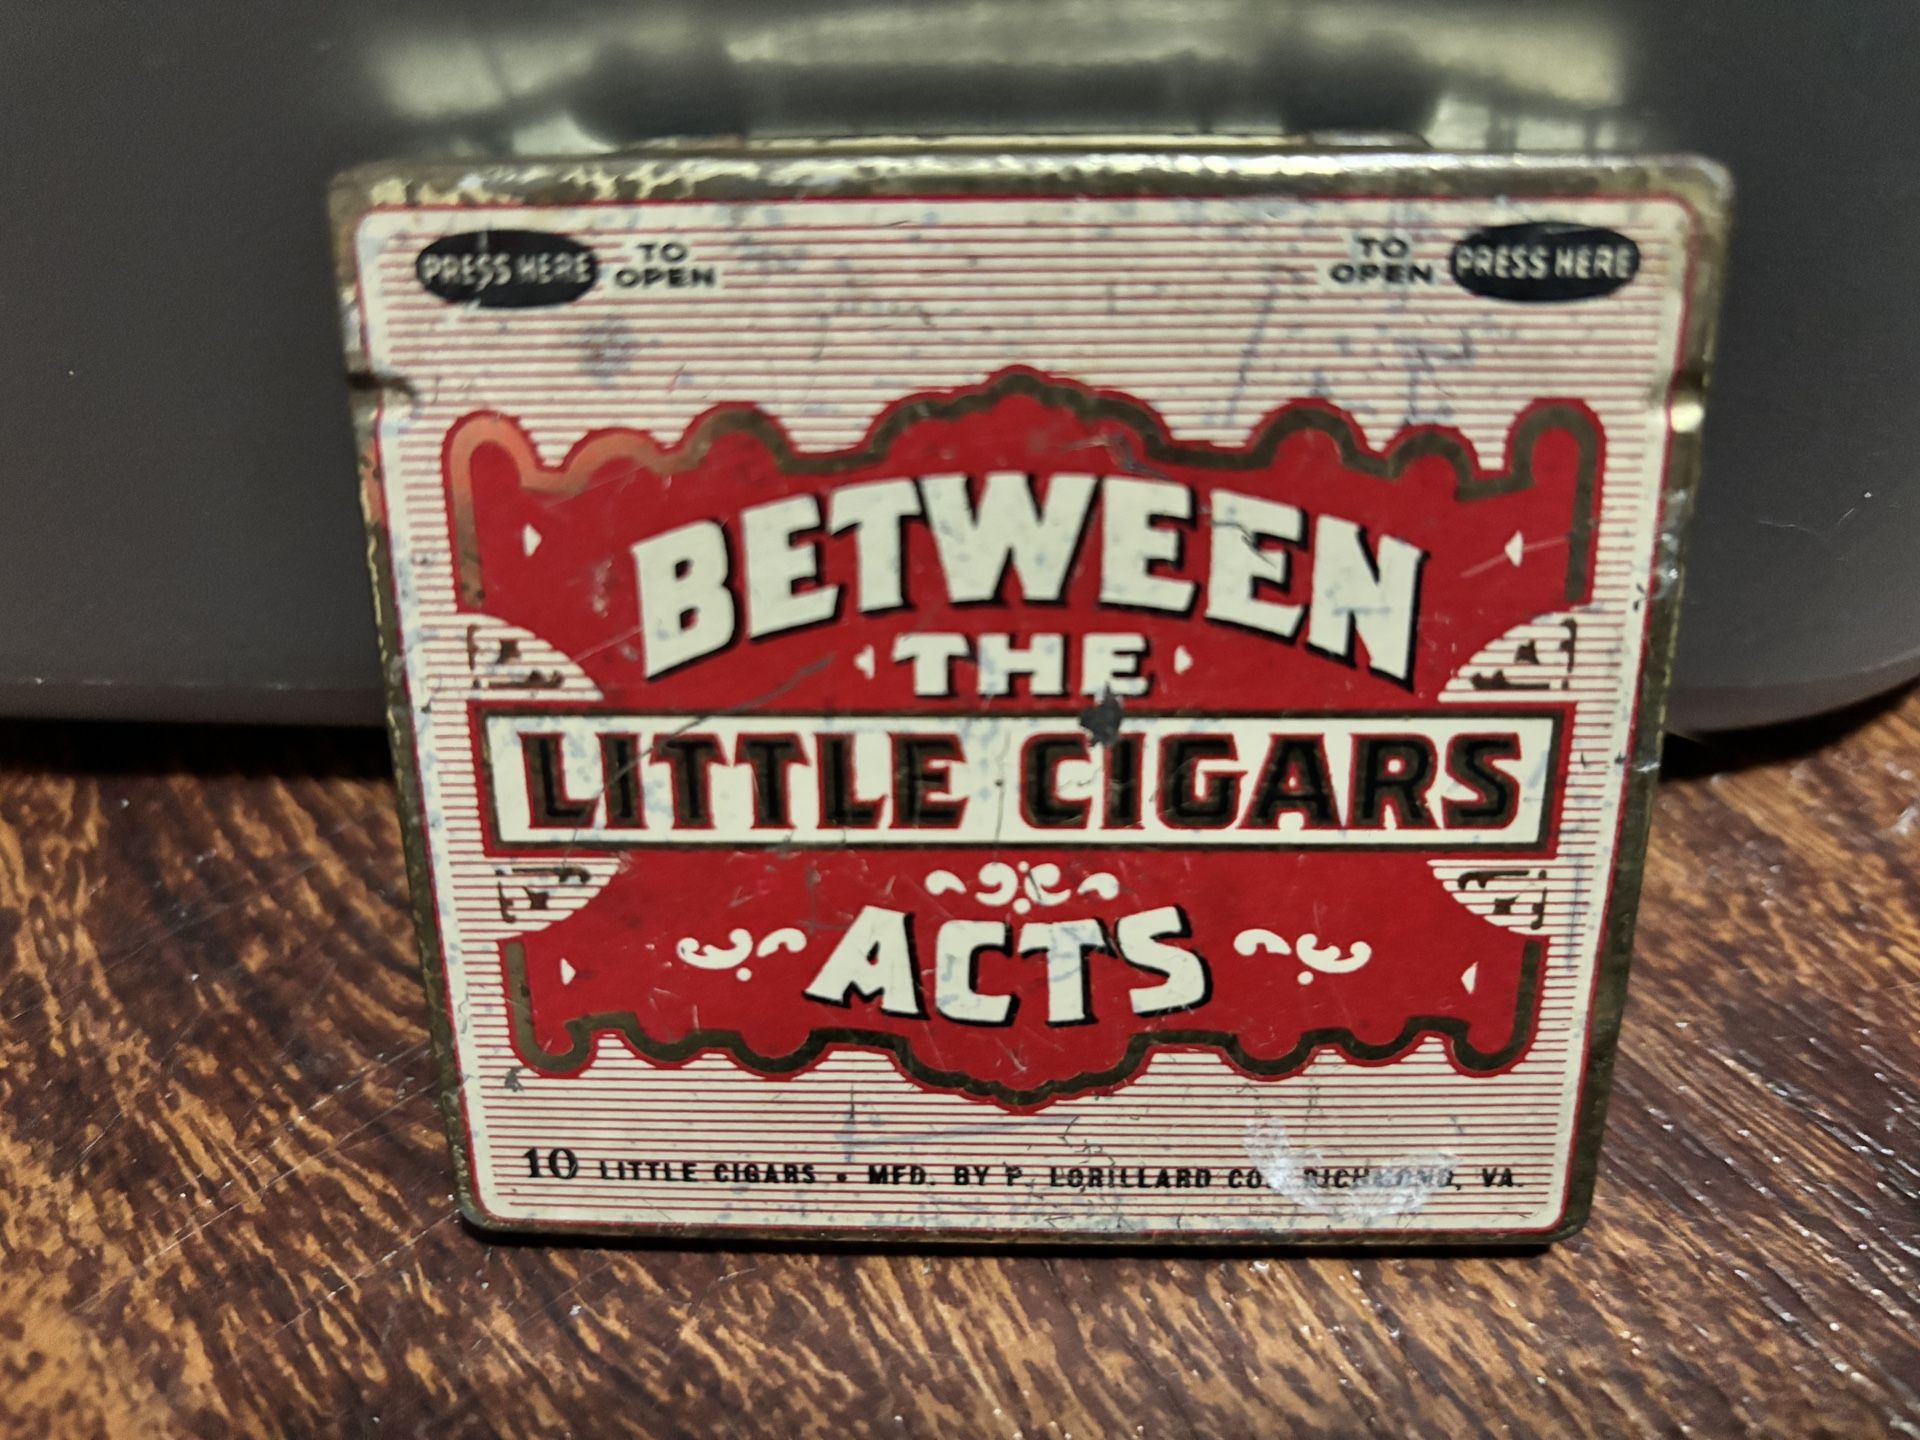 PRESS HERE TO OPEN TO OPEN PRESS HERE
BETWEEN
THE
LITTLE CIGARS
ACTS
10 LITTLE CIGARS • MFD. BY P. LORILLARD CO. RICHMOND, VA.